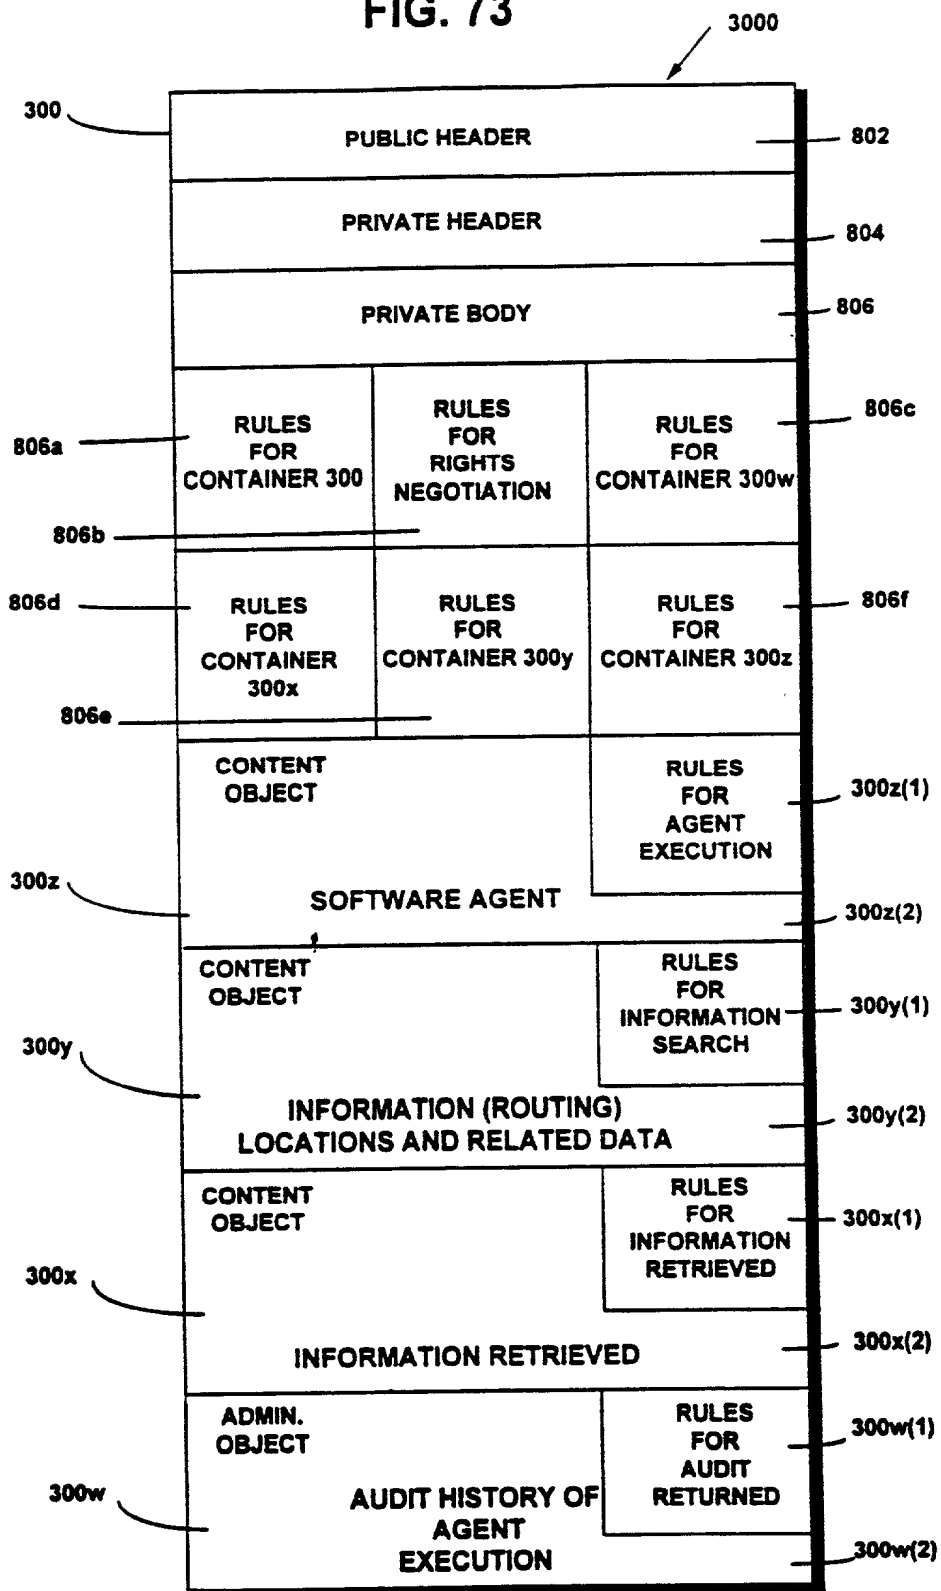 FIG. 73
3000
300
PUBLIC HEADER
802
PRIVATE HEADER
804
PRIVATE BODY
806
806a
RULES
FOR
CONTAINER 300
806b
RULES
FOR
RIGHTS
NEGOTIATION
RULES
FOR
CONTAINER 300w
806c
806d
RULES
FOR
CONTAINER
300x
806e
RULES
FOR
CONTAINER 300y
RULES
FOR
CONTAINER 300z
806f
CONTENT
OBJECT
RULES
FOR
AGENT
EXECUTION
300z(1)
300z
SOFTWARE AGENT
300z(2)
CONTENT
OBJECT
RULES
FOR
INFORMATION
SEARCH
300y(1)
300y
INFORMATION (ROUTING)
LOCATIONS AND RELATED DATA
300y(2)
CONTENT
OBJECT
RULES
FOR
INFORMATION
RETRIEVED
300x(1)
300x
INFORMATION RETRIEVED
300x(2)
ADMIN.
OBJECT
RULES
FOR
AUDIT
RETURNED
300w(1)
300w
AUDIT HISTORY OF
AGENT
EXECUTION
300w(2)